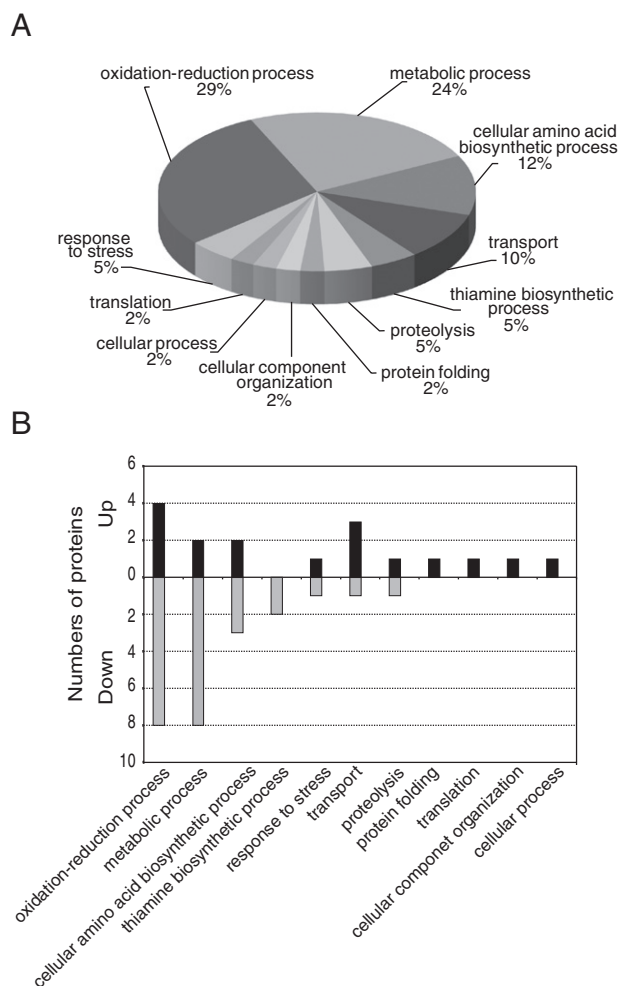 A
oxidation-reduction process
29%
metabolic process
24%
cellular amino acid
biosynthetic process
12%
transport
10%
thiamine biosynthetic
process
5%
proteolysis
5%
protein folding
2%
cellular component
organization
2%
cellular process
2%
translation
2%
response
to stress
5%
B
Numbers of proteins
Up
Down
6
4
2
0
2
4
6
8
10
oxidation-reduction process
metabolic process
cellular amino acid biosynthetic process
thiamine biosynthetic process
response to stress
transport
proteolysis
protein folding
translation
cellular componet organization
cellular process